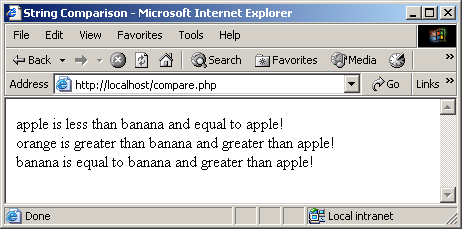 String Comparison - Microsoft Internet Explorer
File Edit View Favorites Tools Help
Back Search Favorites Media
Address http://localhost/compare.php Go Links
apple is less than banana and equal to apple!
orange is greater than banana and greater than apple!
banana is equal to banana and greater than apple!
Done Local intranet